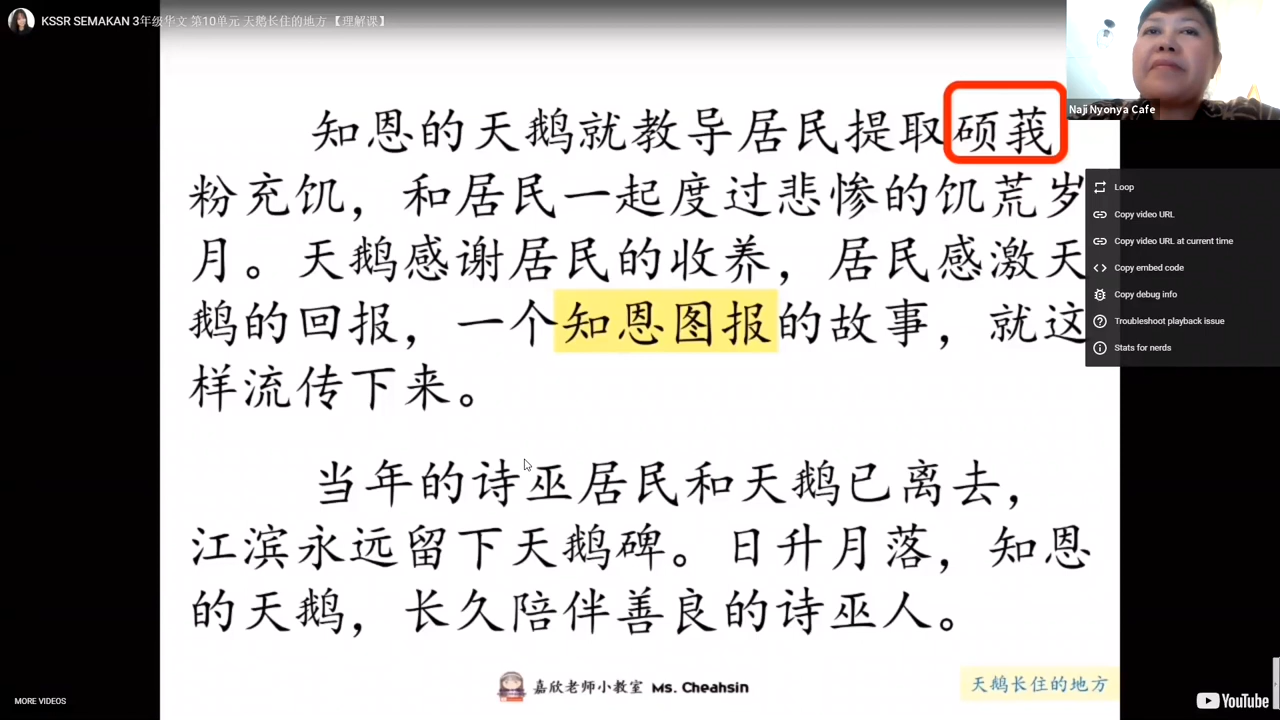 KSSR SEMAKAN 3年级华文 第10单元 天鹅长住的地方 【理解课】
Naji Nyonya Cafe
知恩的天鹅就教导居民提取硕莪
粉充饥，和居民一起度过悲惨的饥荒岁
月。天鹅感谢居民的收养，居民感激天
鹅的回报，一个知恩图报的故事，就这
样流传下来。
当年的诗巫居民和天鹅已离去，
江滨永远留下天鹅碑。日升月落，知恩
的天鹅，长久陪伴善良的诗巫人。
Loop
Copy video URL
Copy video URL at current time
Copy embed code
Copy debug info
Troubleshoot playback issue
Stats for nerds
嘉欣老师小教室 Ms. Cheahsin
天鹅长住的地方
MORE VIDEOS
YouTube